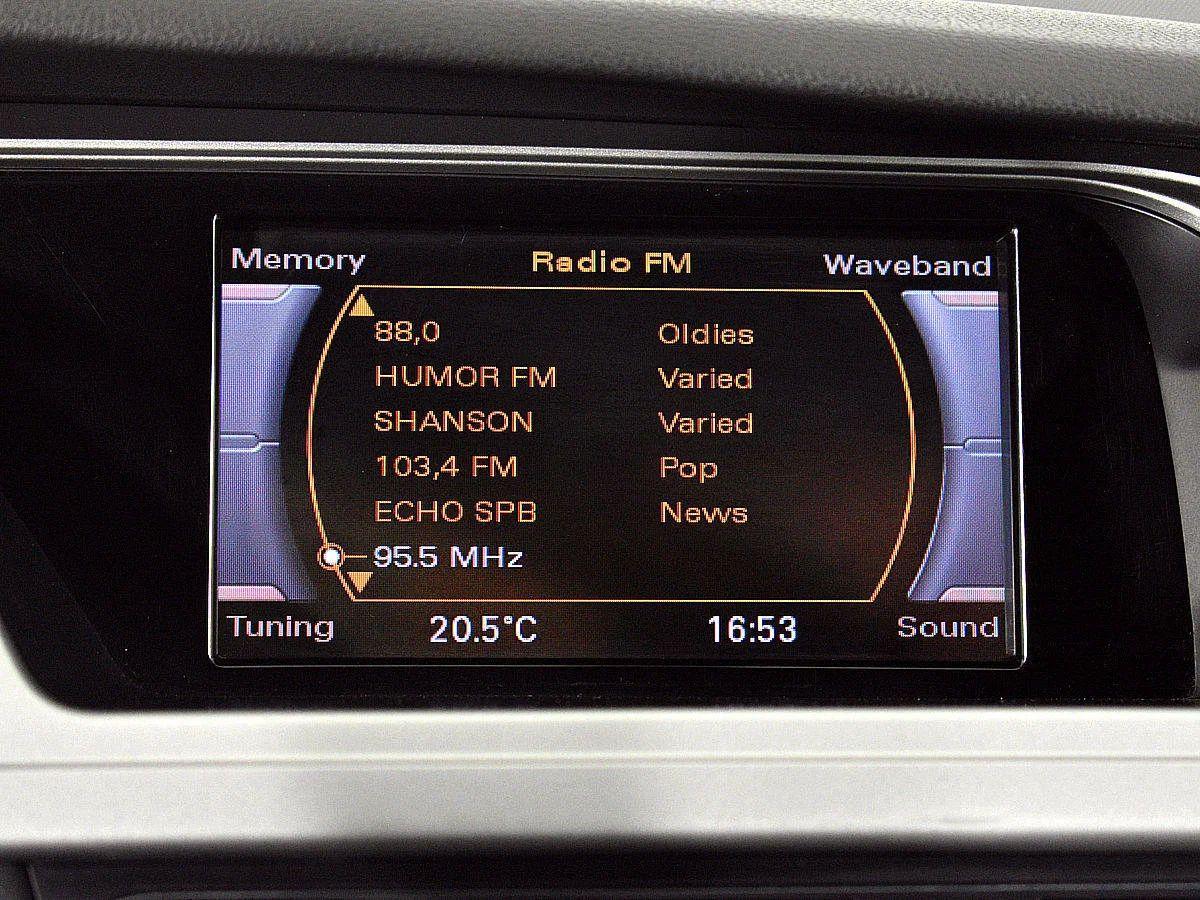 Memory Radio FM Waveband
88,0 Oldies
HUMOR FM Varied
SHANSON Varied
103,4 FM Pop
ECHO SPB News
95.5 MHz
Tuning 20.5°C 16:53 Sound